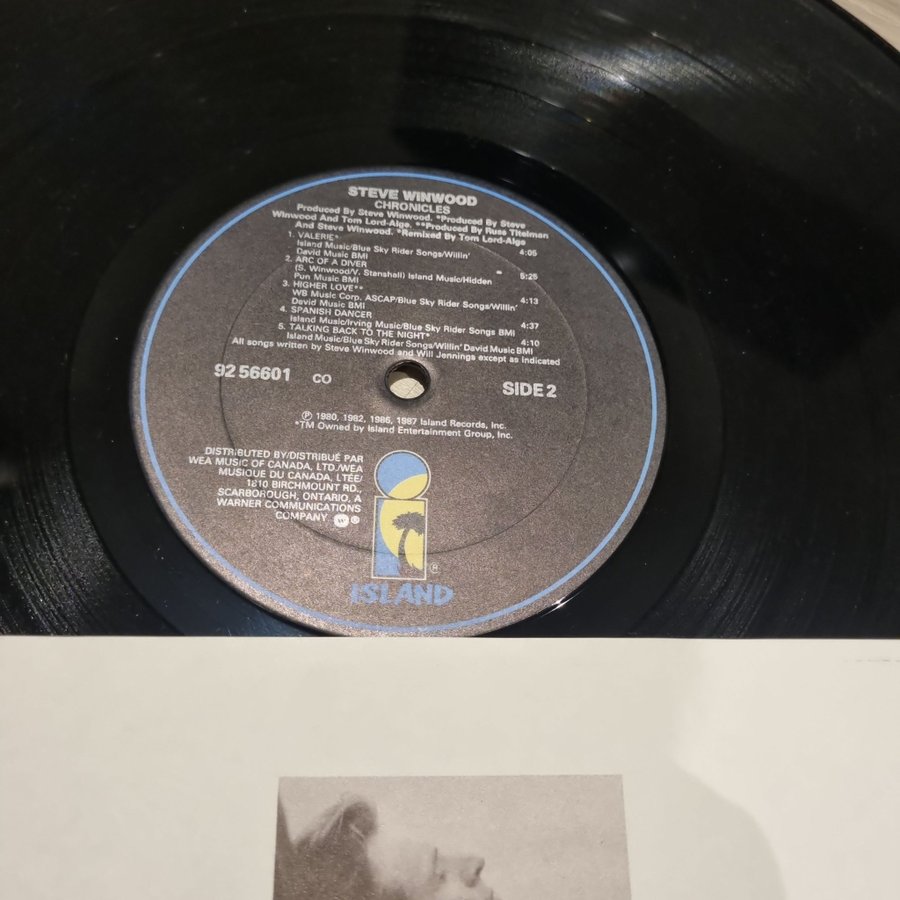 STEVE WINWOOD
CHRONICLES
Produced By Steve Winwood. *Produced By Steve
Winwood And Tom Lord-Alge. **Produced By Russ Titelman
And Steve Winwood. *Remixed By Tom Lord-Alge
1. VALERIE* 4:05
Island Music/Blue Sky Rider Songs/Willin'
David Music BMI
2. ARC OF A DIVER 5:28
(S. Winwood/V. Stanshall) Island Music/Hidden
Pun Music BMI
3. HIGHER LOVE** 4:13
WB Music Corp. ASCAP/Blue Sky Rider Songs/Willin'
David Music BMI
4. SPANISH DANCER 4:37
Island Music/Irving Music/Blue Sky Rider Songs BMI
5. TALKING BACK TO THE NIGHT* 4:10
Island Music/Blue Sky Rider Songs/Willin' David Music BMI
All songs written by Steve Winwood and Will Jennings except as indicated
92 56601 CO SIDE 2
Ⓟ 1980, 1982, 1986, 1987 Island Records, Inc.
*TM Owned by Island Entertainment Group, Inc.
DISTRIBUTED BY/DISTRIBUÉ PAR
WEA MUSIC OF CANADA, LTD./WEA
MUSIQUE DU CANADA, LTÉE/
1810 BIRCHMOUNT RD.,
SCARBOROUGH, ONTARIO, A
WARNER COMMUNICATIONS
COMPANY
®
ISLAND